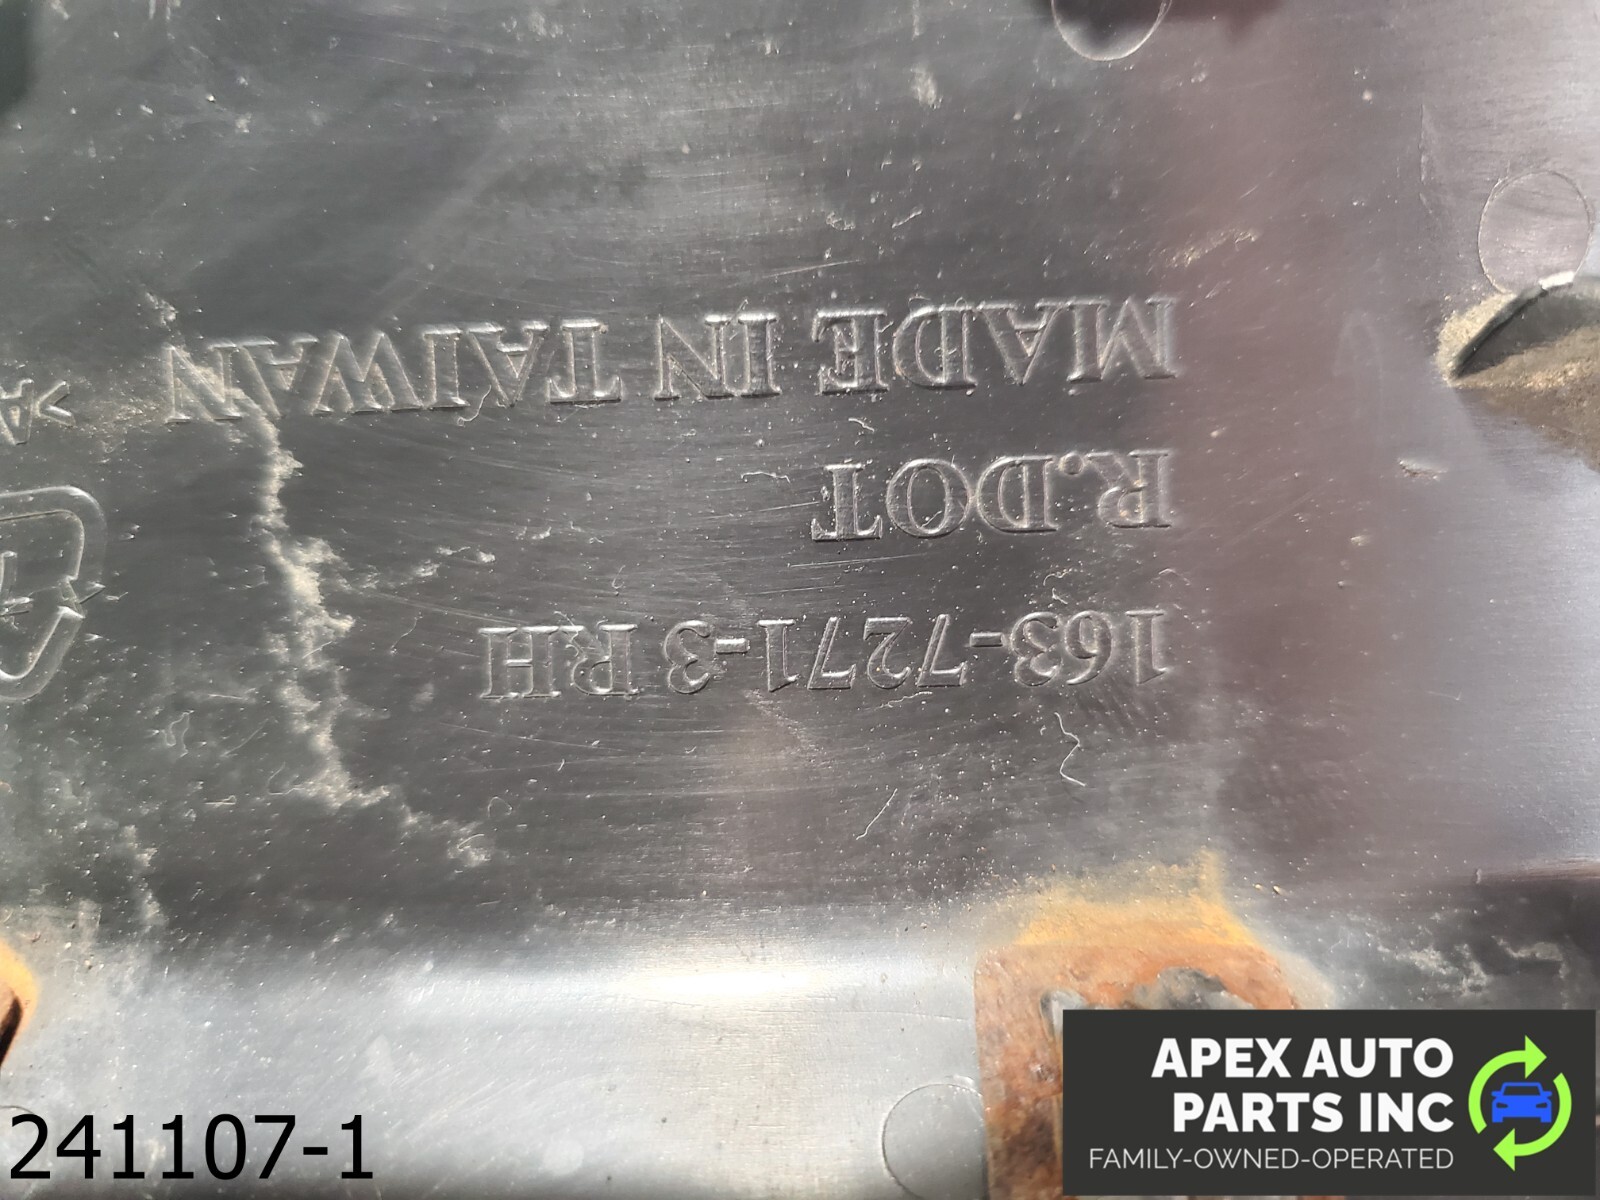 163-7271-3 RH
R.DOT
MADE IN TAIWAN
>A
241107-1
APEX AUTO
PARTS INC
FAMILY-OWNED-OPERATED